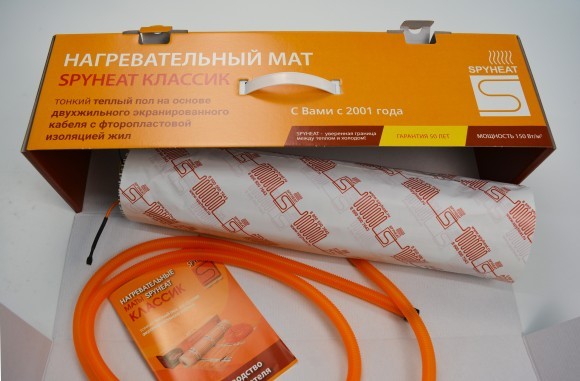 НАГРЕВАТЕЛЬНЫЙ МАТ
SPYHEAT КЛАССИК
тонкий теплый пол на основе
двухжильного экранированного
кабеля с фторопластовой
изоляцией жил
С Вами с 2001 года
SPYHEAT
SPYHEAT - уверенная граница
между теплом и холодом!
ГАРАНТИЯ 50 ЛЕТ
МОЩНОСТЬ 150 Вт/м²
НАГРЕВАТЕЛЬНЫЕ
SPYHEAT
КЛАССИК